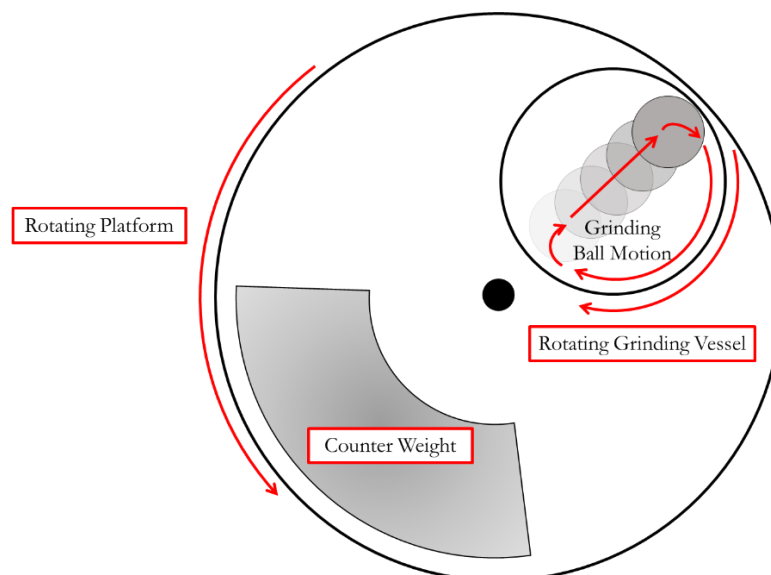 Rotating Platform
Grinding
Ball Motion
Rotating Grinding Vessel
Counter Weight